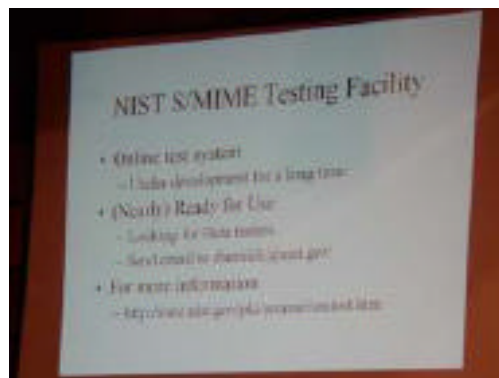 NIST S/MIME Testing Facility
• Online test system
– Under development for a long time
• (Nearly) Ready for Use
– Looking for Beta testers
– Send email to
• For more information